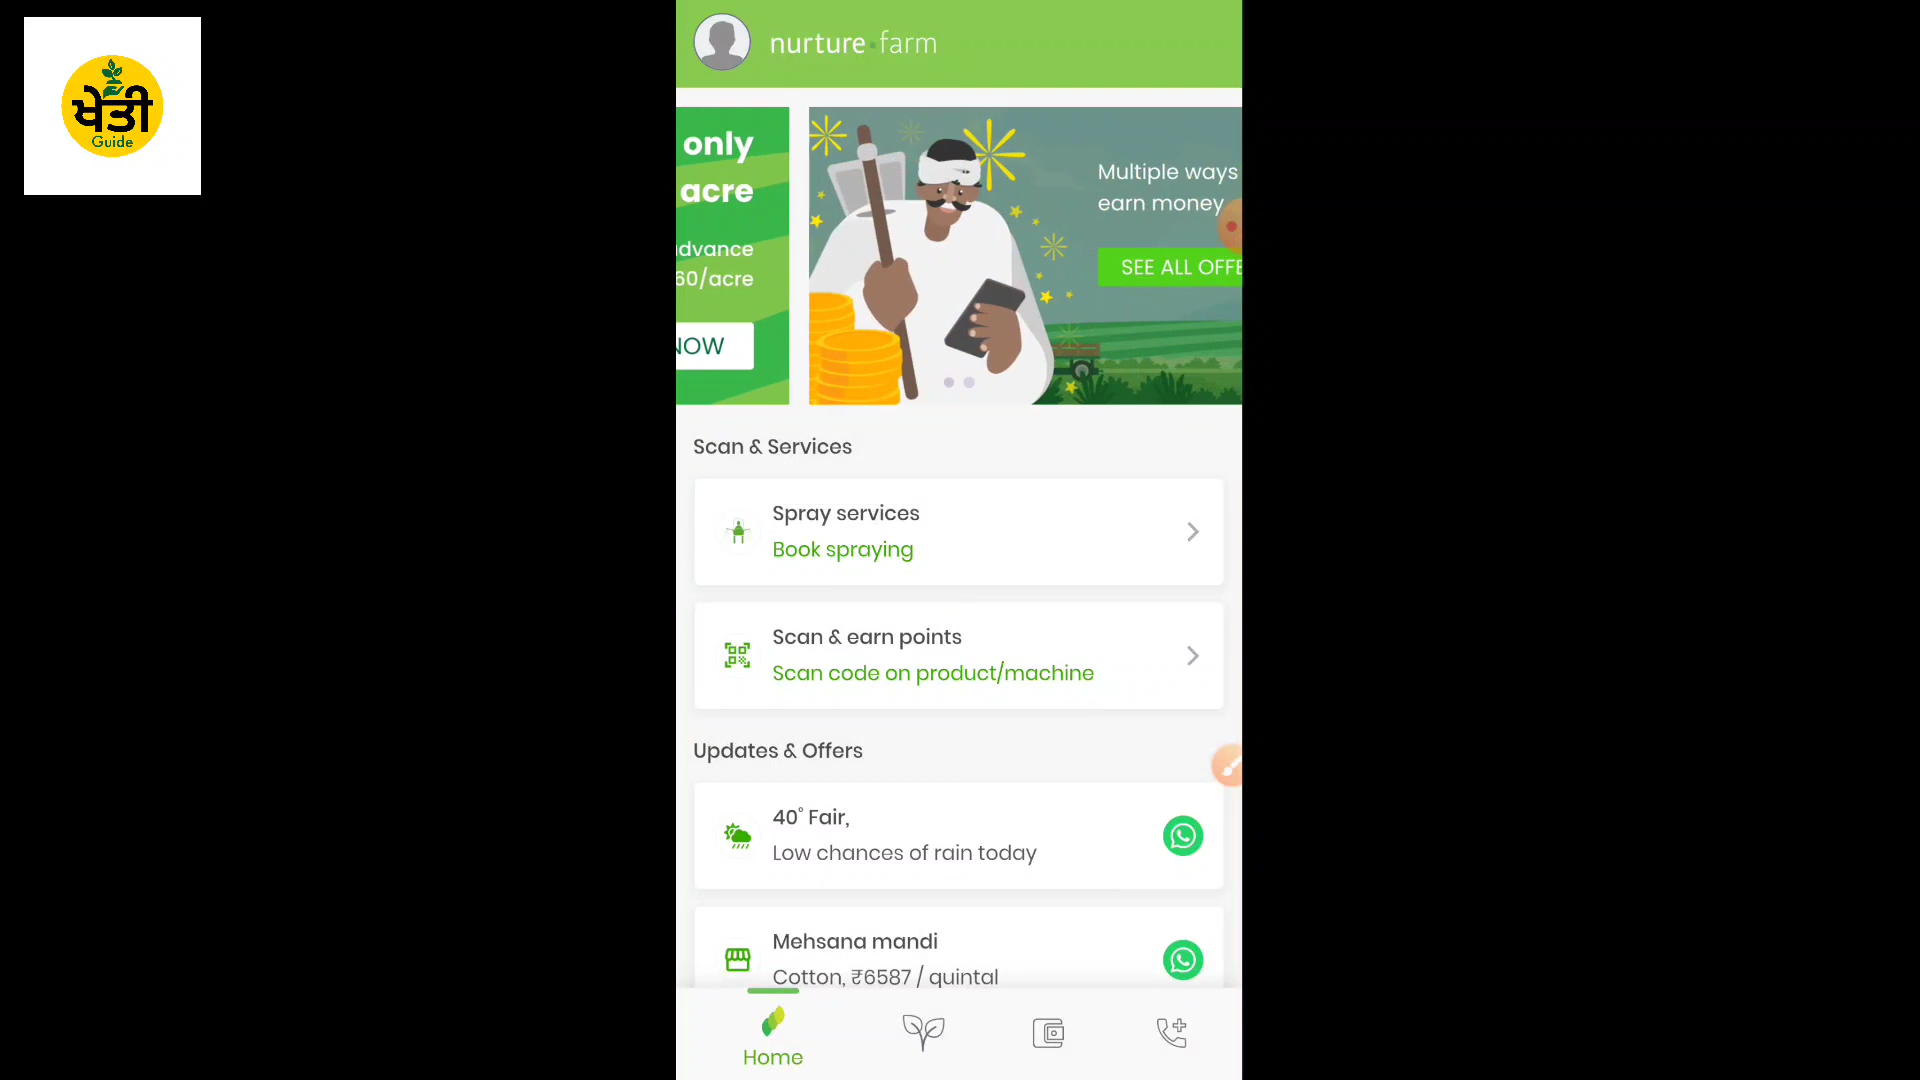 ਖੇਤੀ
Guide
nurture.farm
only
acre
advance
60/acre
NOW
Multiple ways
earn money
SEE ALL OFFE
Scan & Services
Spray services
Book spraying
Scan & earn points
Scan code on product/machine
Updates & Offers
40° Fair,
Low chances of rain today
Mehsana mandi
Cotton, ₹6587 / quintal
Home